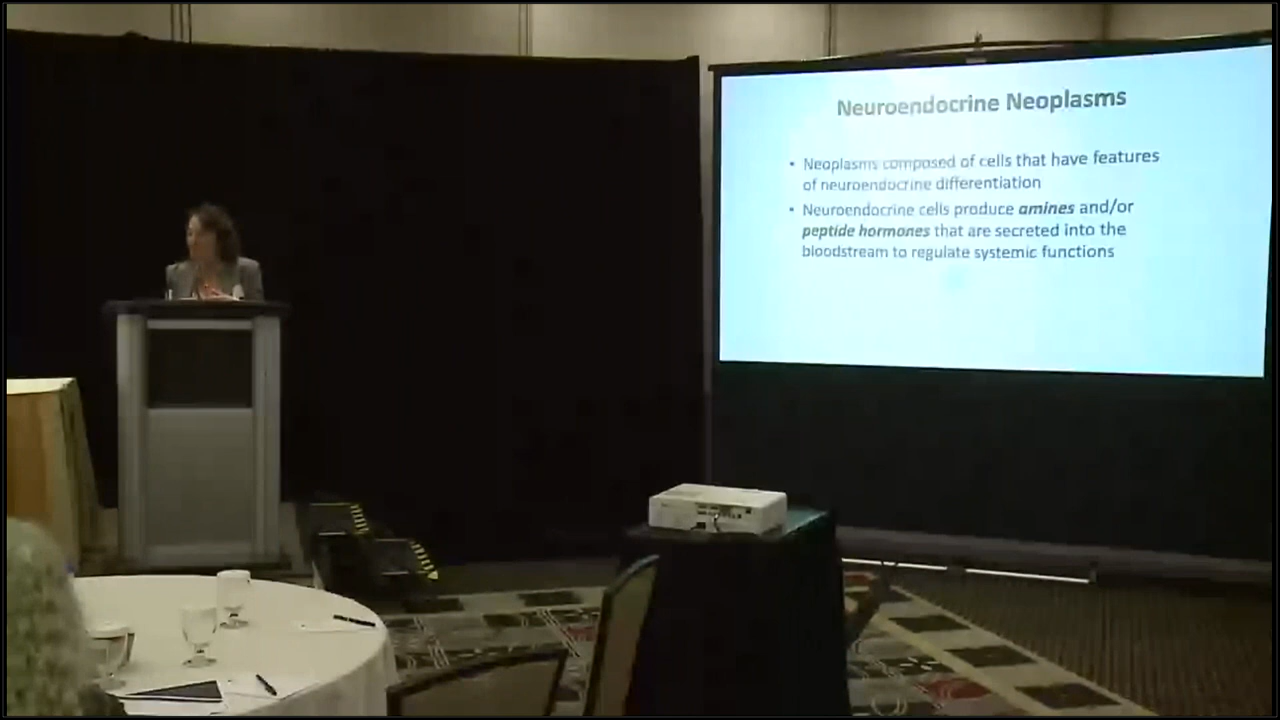 Neuroendocrine Neoplasms
• Neoplasms composed of cells that have features
of neuroendocrine differentiation
• Neuroendocrine cells produce amines and/or
peptide hormones that are secreted into the
bloodstream to regulate systemic functions